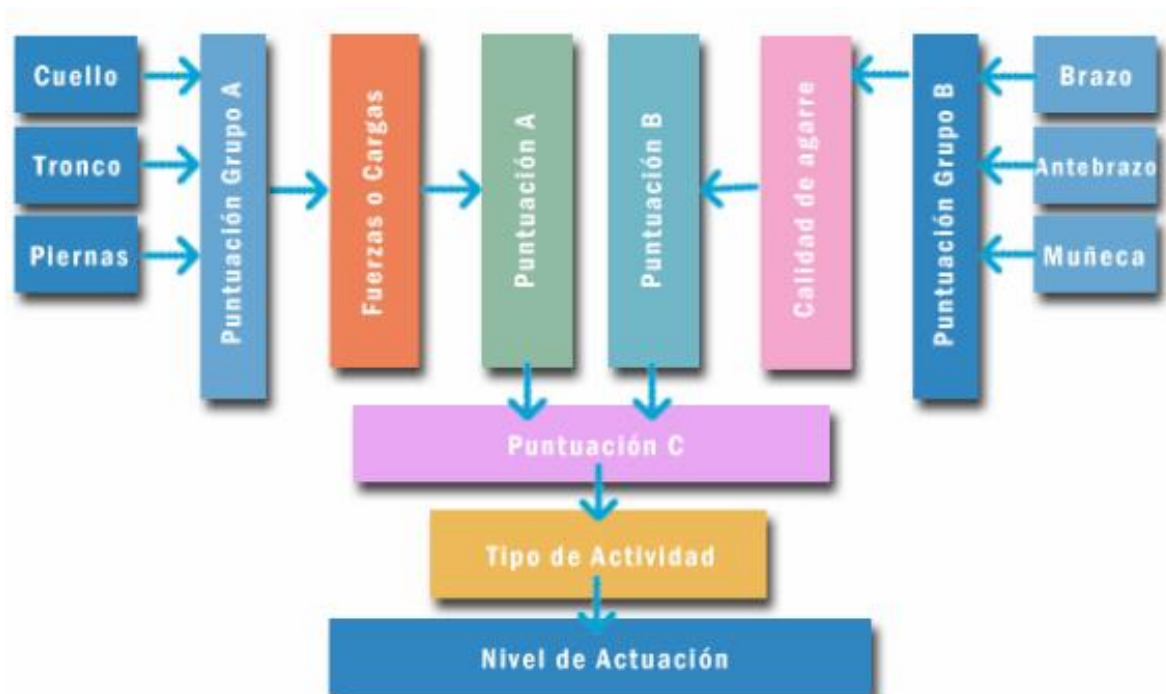 Cuello
Tronco
Piernas
Puntuación Grupo A
Fuerzas o Cargas
Puntuación A
Puntuación B
Calidad de agarre
Puntuación Grupo B
Brazo
Antebrazo
Muñeca
Puntuación C
Tipo de Actividad
Nivel de Actuación